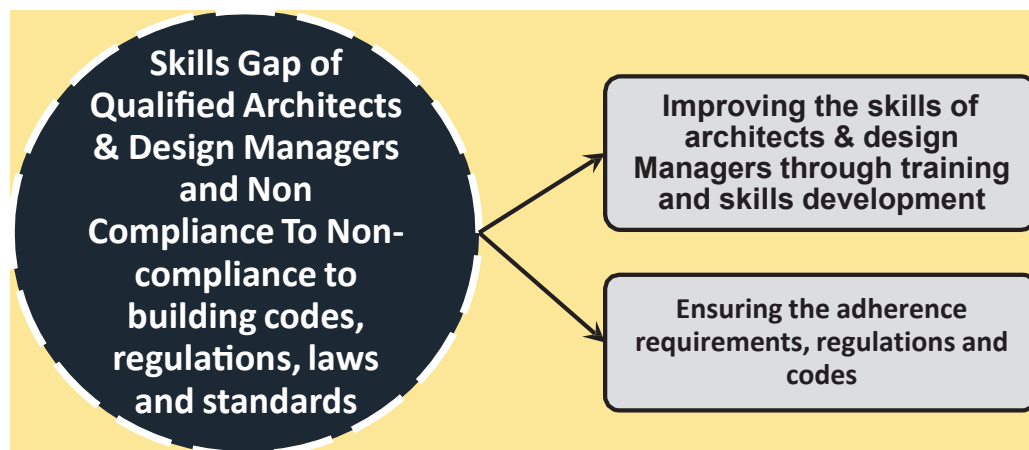 Skills Gap of
Qualified Architects
& Design Managers
and Non
Compliance To Non-
compliance to
building codes,
regulations, laws
and standards
Improving the skills of
architects & design
Managers through training
and skills development
Ensuring the adherence
requirements, regulations and
codes